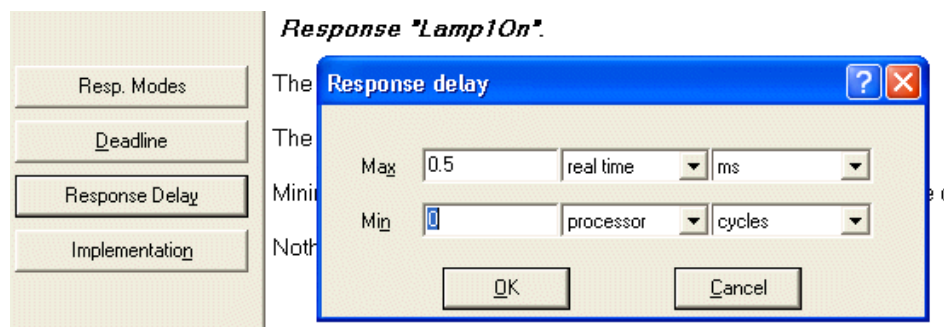 Response "Lamp1On".
Resp. Modes
Deadline
Response Delay
Implementation
The
The
Mini
Noth
Response delay
Max 0.5 real time ms
Min 0 processor cycles
OK Cancel